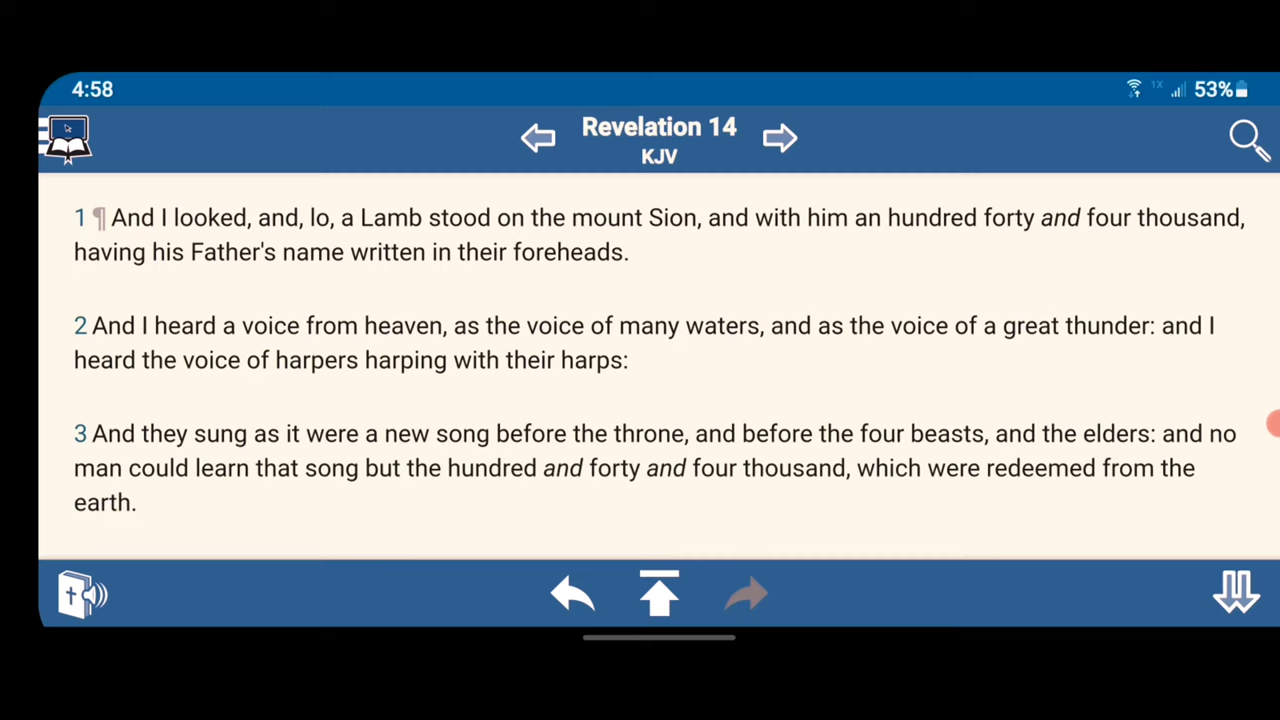 4:58
1X
53%
Revelation 14
KJV
1 ¶ And I looked, and, lo, a Lamb stood on the mount Sion, and with him an hundred forty and four thousand,
having his Father's name written in their foreheads.
2 And I heard a voice from heaven, as the voice of many waters, and as the voice of a great thunder: and I
heard the voice of harpers harping with their harps:
3 And they sung as it were a new song before the throne, and before the four beasts, and the elders: and no
man could learn that song but the hundred and forty and four thousand, which were redeemed from the
earth.